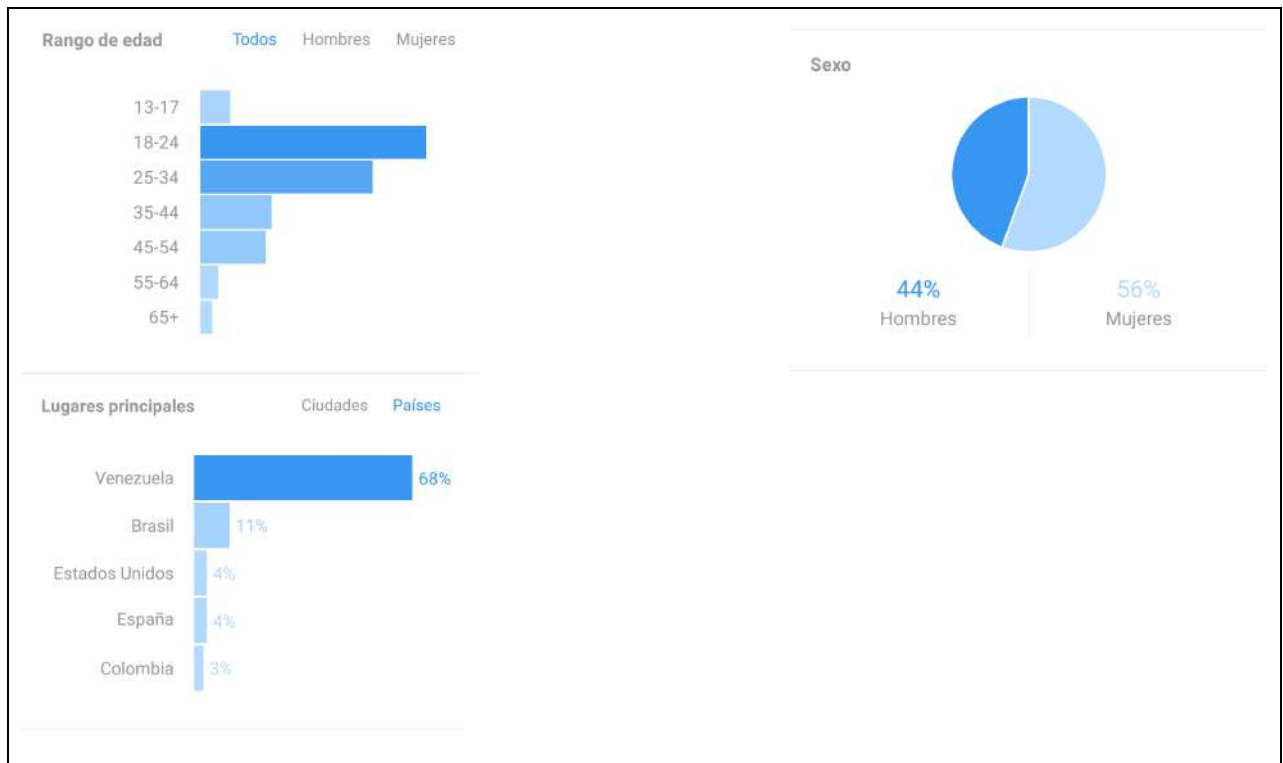 Rango de edad Todos Hombres Mujeres
13-17
18-24
25-34
35-44
45-54
55-64
65+
Sexo
44% 56%
Hombres Mujeres
Lugares principales Ciudades Países
Venezuela 68%
Brasil 11%
Estados Unidos 4%
España 4%
Colombia 3%